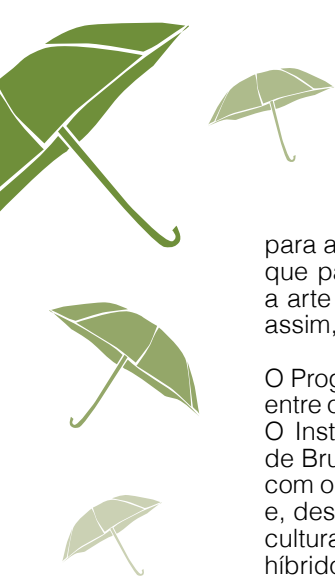 para a
que pa
a arte
assim,
O Prog
entre o
O Inst
de Bru
com o
e, des
cultura
híbrido